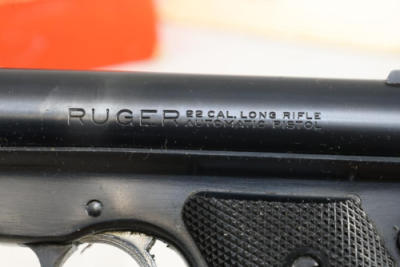 RUGER 22 CAL. LONG RIFLE
AUTOMATIC PISTOL